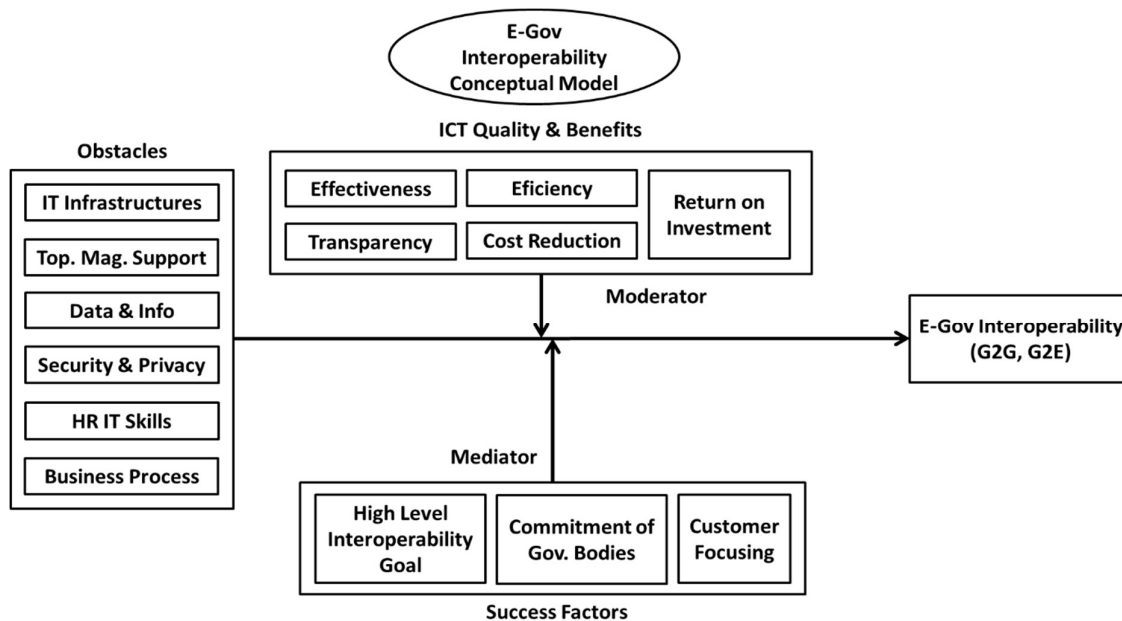 E-Gov
Interoperability
Conceptual Model
ICT Quality & Benefits
Effectiveness
Eficiency
Return on
Investment
Transparency
Cost Reduction
Moderator
Obstacles
IT Infrastructures
Top. Mag. Support
Data & Info
Security & Privacy
HR IT Skills
Business Process
E-Gov Interoperability
(G2G, G2E)
Mediator
High Level
Interoperability
Goal
Commitment of
Gov. Bodies
Customer
Focusing
Success Factors